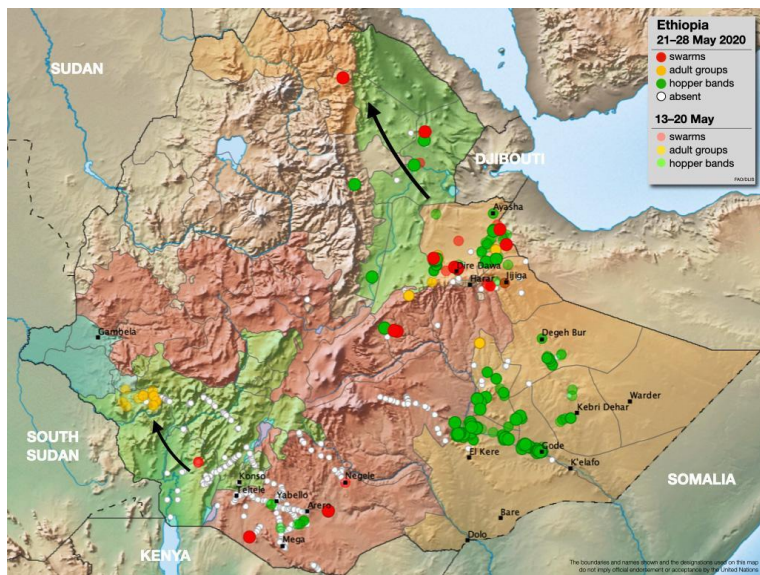 Ethiopia
21–28 May 2020
swarms
adult groups
hopper bands
absent
13–20 May
swarms
adult groups
hopper bands
FAO/DLIS
SUDAN
DJIBOUTI
Ayasha
Dire Dawa
Harar
Jijiga
Gambela
Degeh Bur
Warder
Kebri Dehar
SOUTH
SUDAN
Gode
El Kere
K'elafo
SOMALIA
Konso
Teltele
Negele
Yabello
Arero
Bare
Mega
Dolo
KENYA
The boundaries and names shown and the designations used on this map
do not imply official endorsement or acceptance by the United Nations